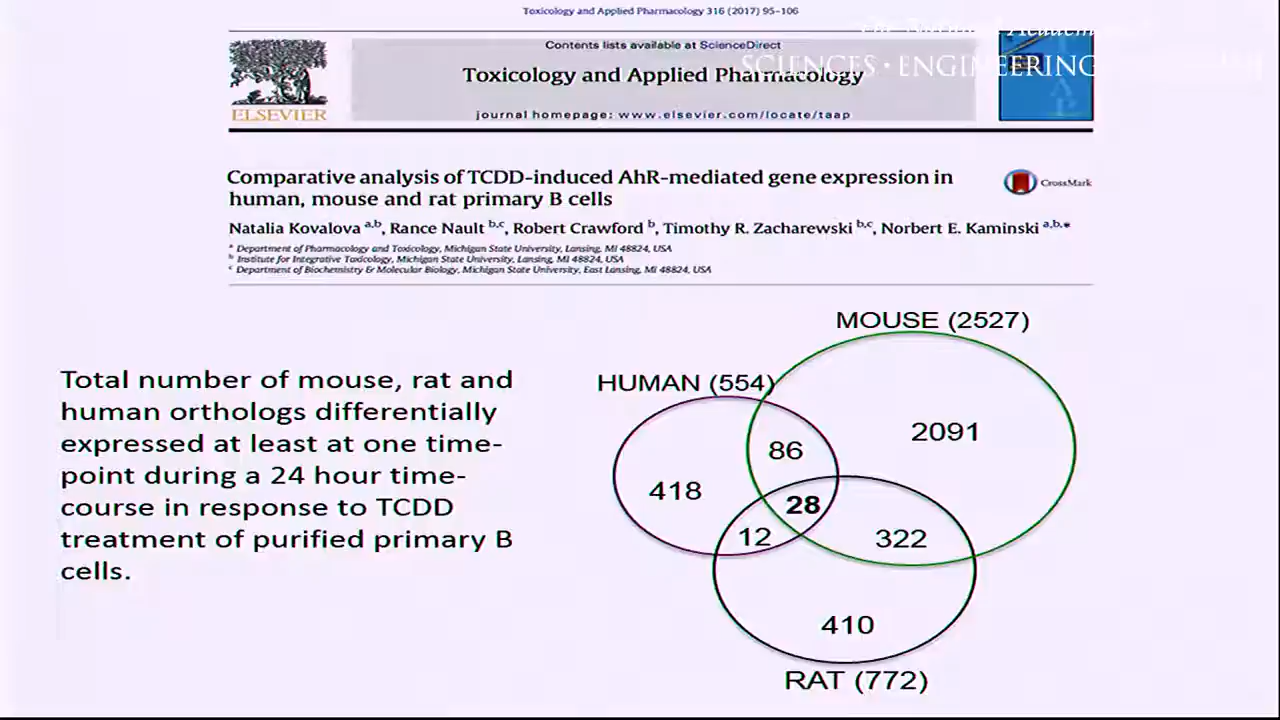 Toxicology and Applied Pharmacology 316 (2017) 95–106
Contents lists available at ScienceDirect
Toxicology and Applied Pharmacology
journal homepage: www.elsevier.com/locate/taap
ELSEVIER
SCIENCES • ENGINEERING
Comparative analysis of TCDD-induced AhR-mediated gene expression in
human, mouse and rat primary B cells
CrossMark
Natalia Kovalova a,b, Rance Nault b,c, Robert Crawford b, Timothy R. Zacharewski b,c, Norbert E. Kaminski a,b,*
a Department of Pharmacology and Toxicology, Michigan State University, Lansing, MI 48824, USA
b Institute for Integrative Toxicology, Michigan State University, Lansing, MI 48824, USA
c Department of Biochemistry & Molecular Biology, Michigan State University, East Lansing, MI 48824, USA
Total number of mouse, rat and
human orthologs differentially
expressed at least at one time-
point during a 24 hour time-
course in response to TCDD
treatment of purified primary B
cells.
MOUSE (2527)
HUMAN (554)
2091
86
418
28
12
322
410
RAT (772)